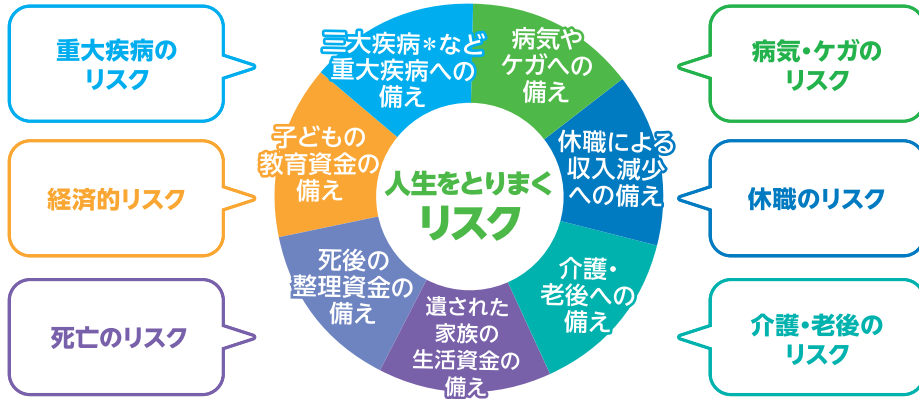 重大疾病の
リスク
経済的リスク
死亡のリスク
三大疾病*など
重大疾病への
備え
病気や
ケガへの
備え
子どもの
教育資金の
備え
休職による
収入減少
への備え
人生をとりまく
リスク
死後の
整理資金の
備え
介護・
老後への
備え
遺された
家族の
生活資金の
備え
病気・ケガの
リスク
休職のリスク
介護・老後の
リスク